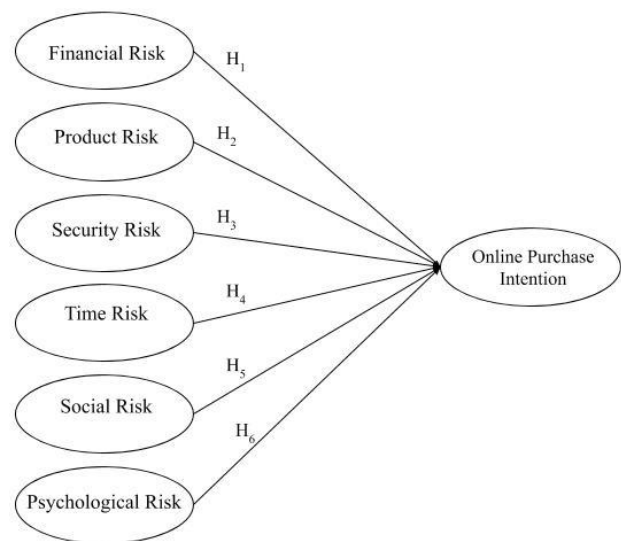 Financial Risk
H₁
Product Risk
H₂
Security Risk
H₃
Online Purchase
Intention
Time Risk
H₄
Social Risk
H₅
Psychological Risk
H₆